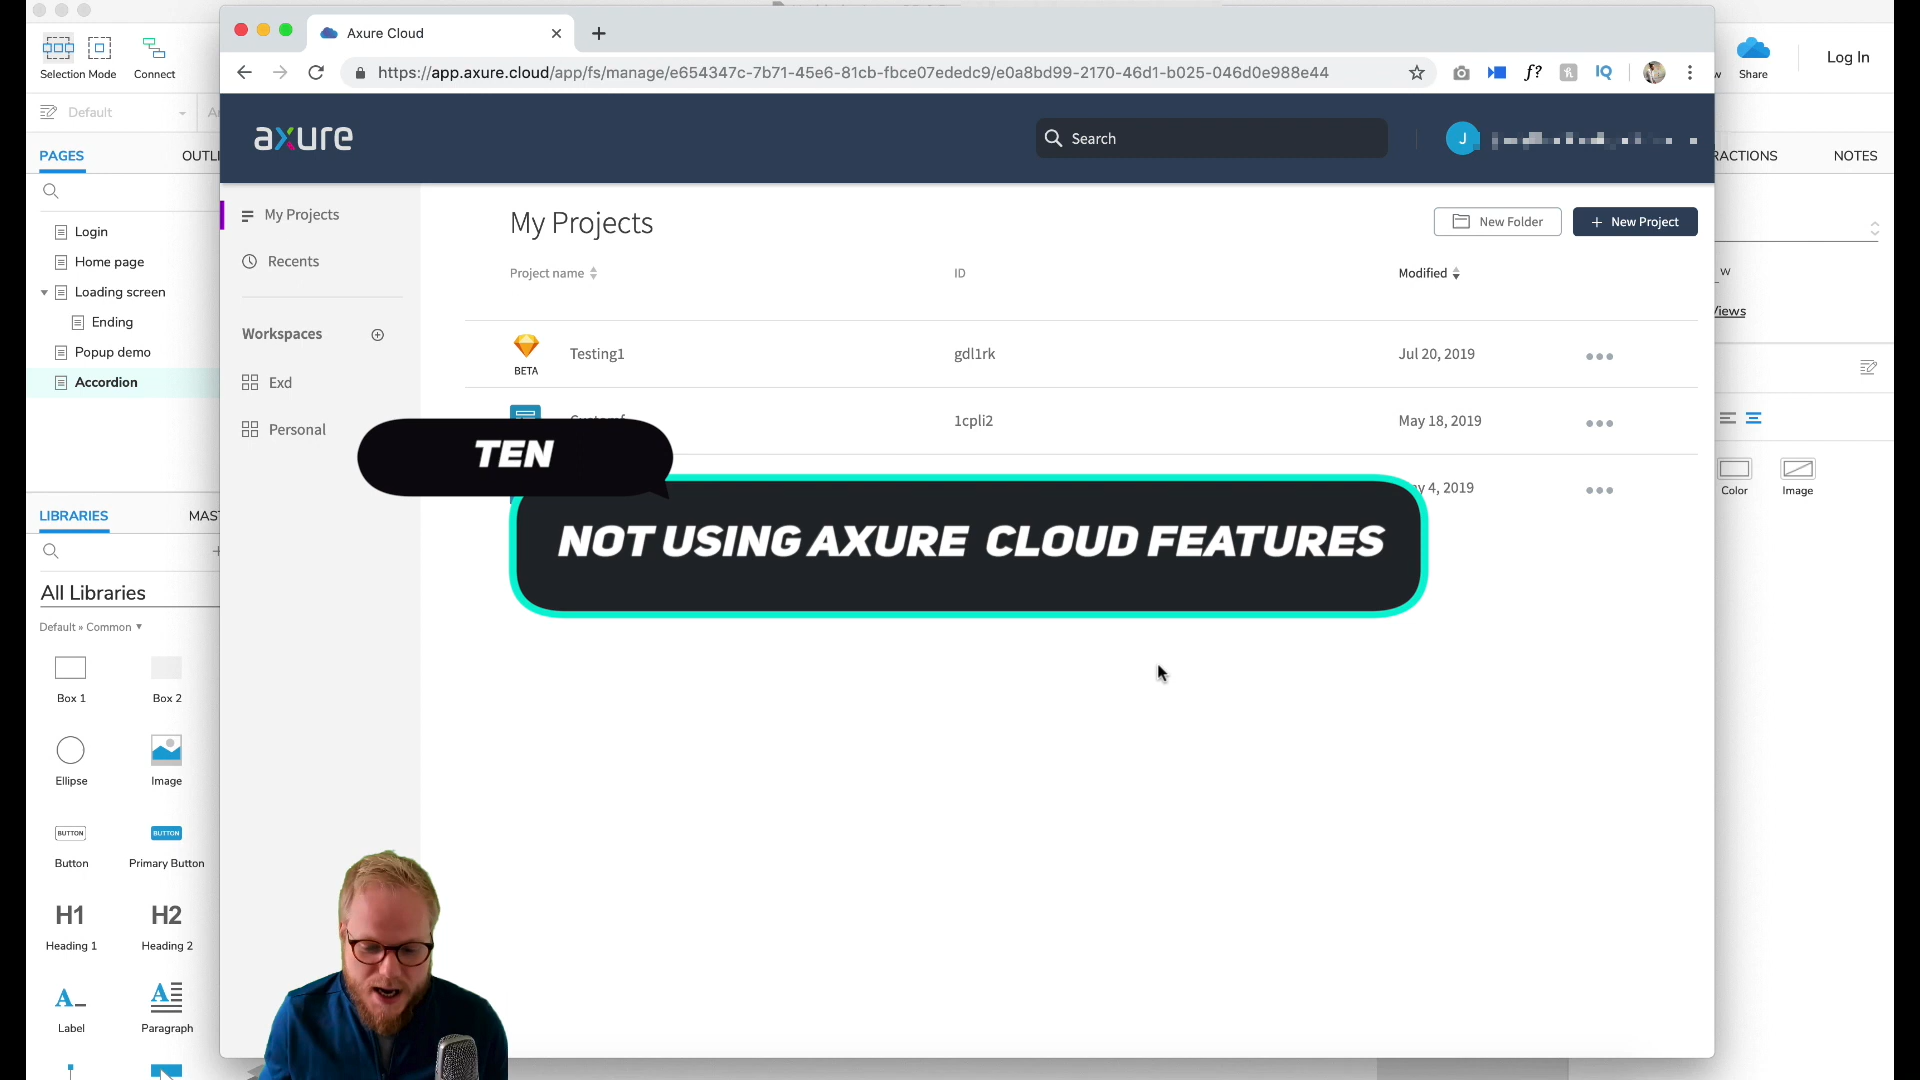 Axure Cloud
Selection Mode
Connect
https://app.axure.cloud/app/fs/manage/e654347c-7b71-45e6-81cb-fbce07ededc9/e0a8bd99-2170-46d1-b025-046d0e988e44
f?
IQ
w
Share
Log In
Default
axure
Search
J
PAGES
OUTLI
RACTIONS
NOTES
Login
Home page
Loading screen
Ending
Popup demo
Accordion
My Projects
Recents
Workspaces
Exd
Personal
My Projects
New Folder
+ New Project
Project name
ID
Modified
BETA
Testing1
gdl1rk
Jul 20, 2019
1cpli2
May 18, 2019
y 4, 2019
TEN
NOT USING AXURE CLOUD FEATURES
w
Views
Color
Image
LIBRARIES
MAST
All Libraries
Default » Common
Box 1
Box 2
Ellipse
Image
BUTTON
BUTTON
Button
Primary Button
H1
H2
Heading 1
Heading 2
A
A
Label
Paragraph